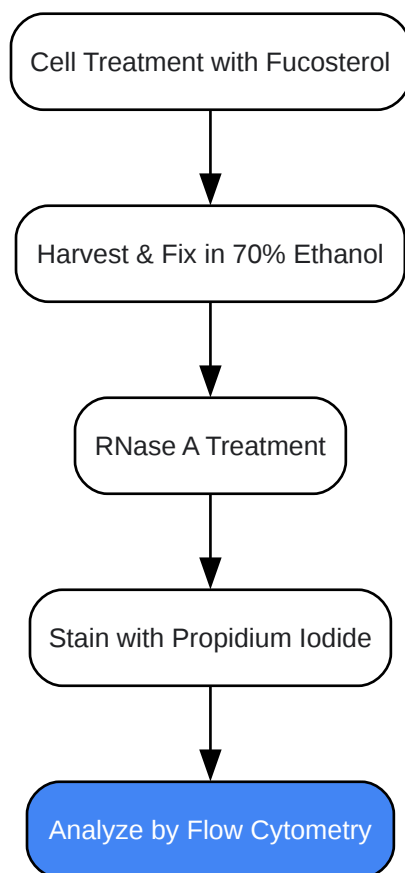 Cell Treatment with Fucosterol
Harvest & Fix in 70% Ethanol
RNase A Treatment
Stain with Propidium Iodide
Analyze by Flow Cytometry